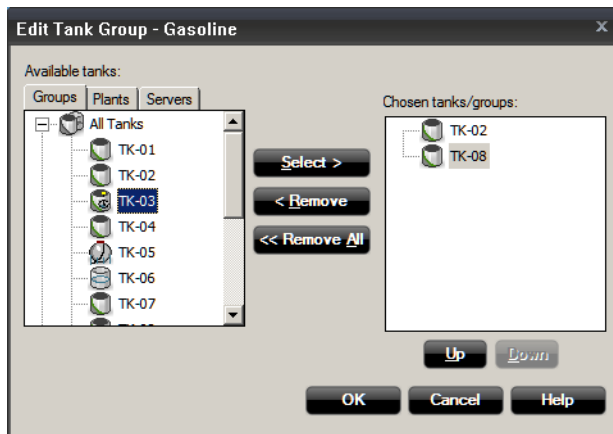 Edit Tank Group - Gasoline
x
Available tanks:
Groups Plants Servers
Chosen tanks/groups:
All Tanks
TK-01
TK-02
TK-03
TK-04
TK-05
TK-06
TK-07
Select >
< Remove
<< Remove All
TK-02
TK-08
Up Down
OK Cancel Help